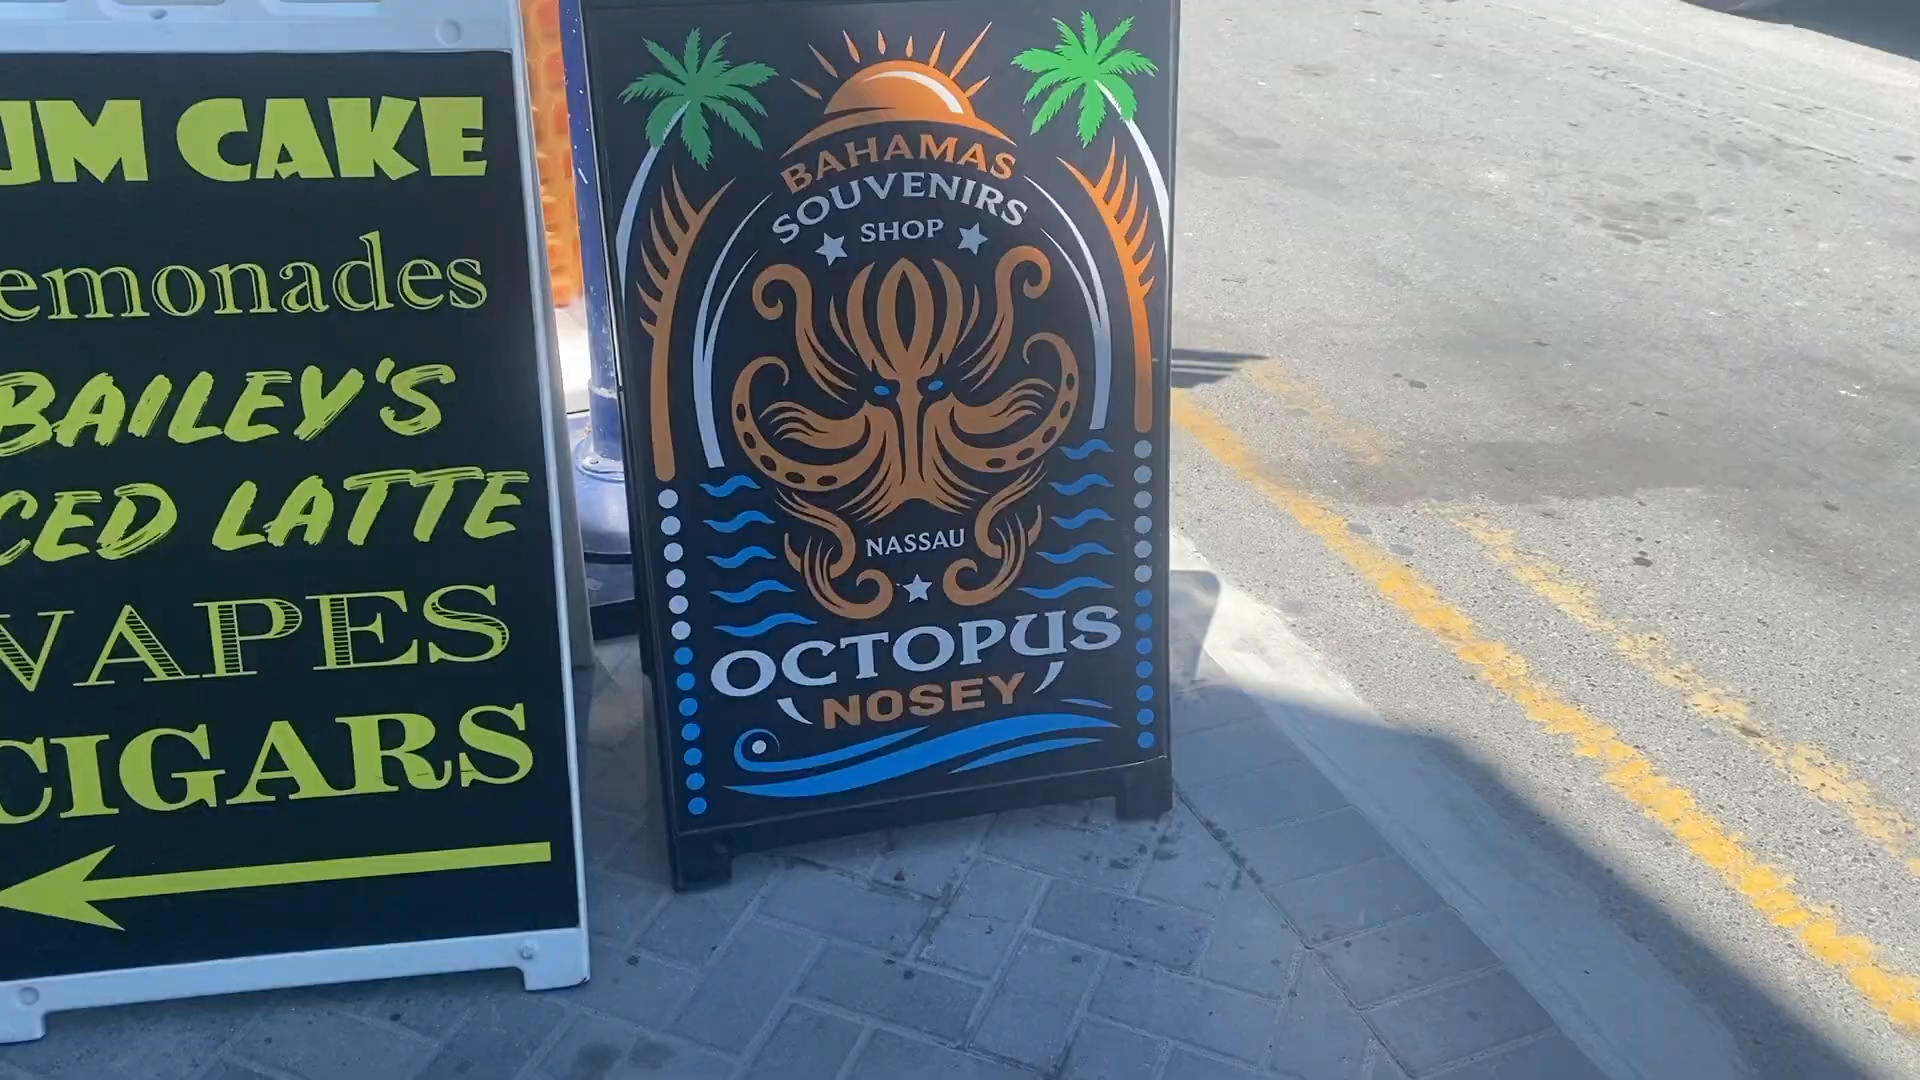 UM CAKE
emonades
BAILEY'S
CED LATTE
VAPES
CIGARS
BAHAMAS
SOUVENIRS
SHOP
NASSAU
OCTOPUS
NOSEY